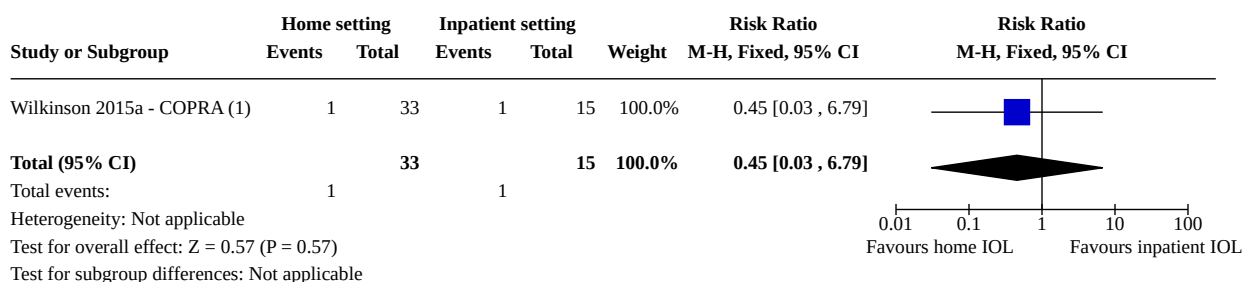 Home setting Inpatient setting Risk Ratio Risk Ratio
Study or Subgroup Events Total Events Total Weight M-H, Fixed, 95% CI M-H, Fixed, 95% CI
Wilkinson 2015a - COPRA (1) 1 33 1 15 100.0% 0.45 [0.03 , 6.79]
Total (95% CI) 33 15 100.0% 0.45 [0.03 , 6.79]
Total events: 1 1
Heterogeneity: Not applicable
Test for overall effect: Z = 0.57 (P = 0.57)
Test for subgroup differences: Not applicable
0.01 0.1 1 10 100
Favours home IOL Favours inpatient IOL